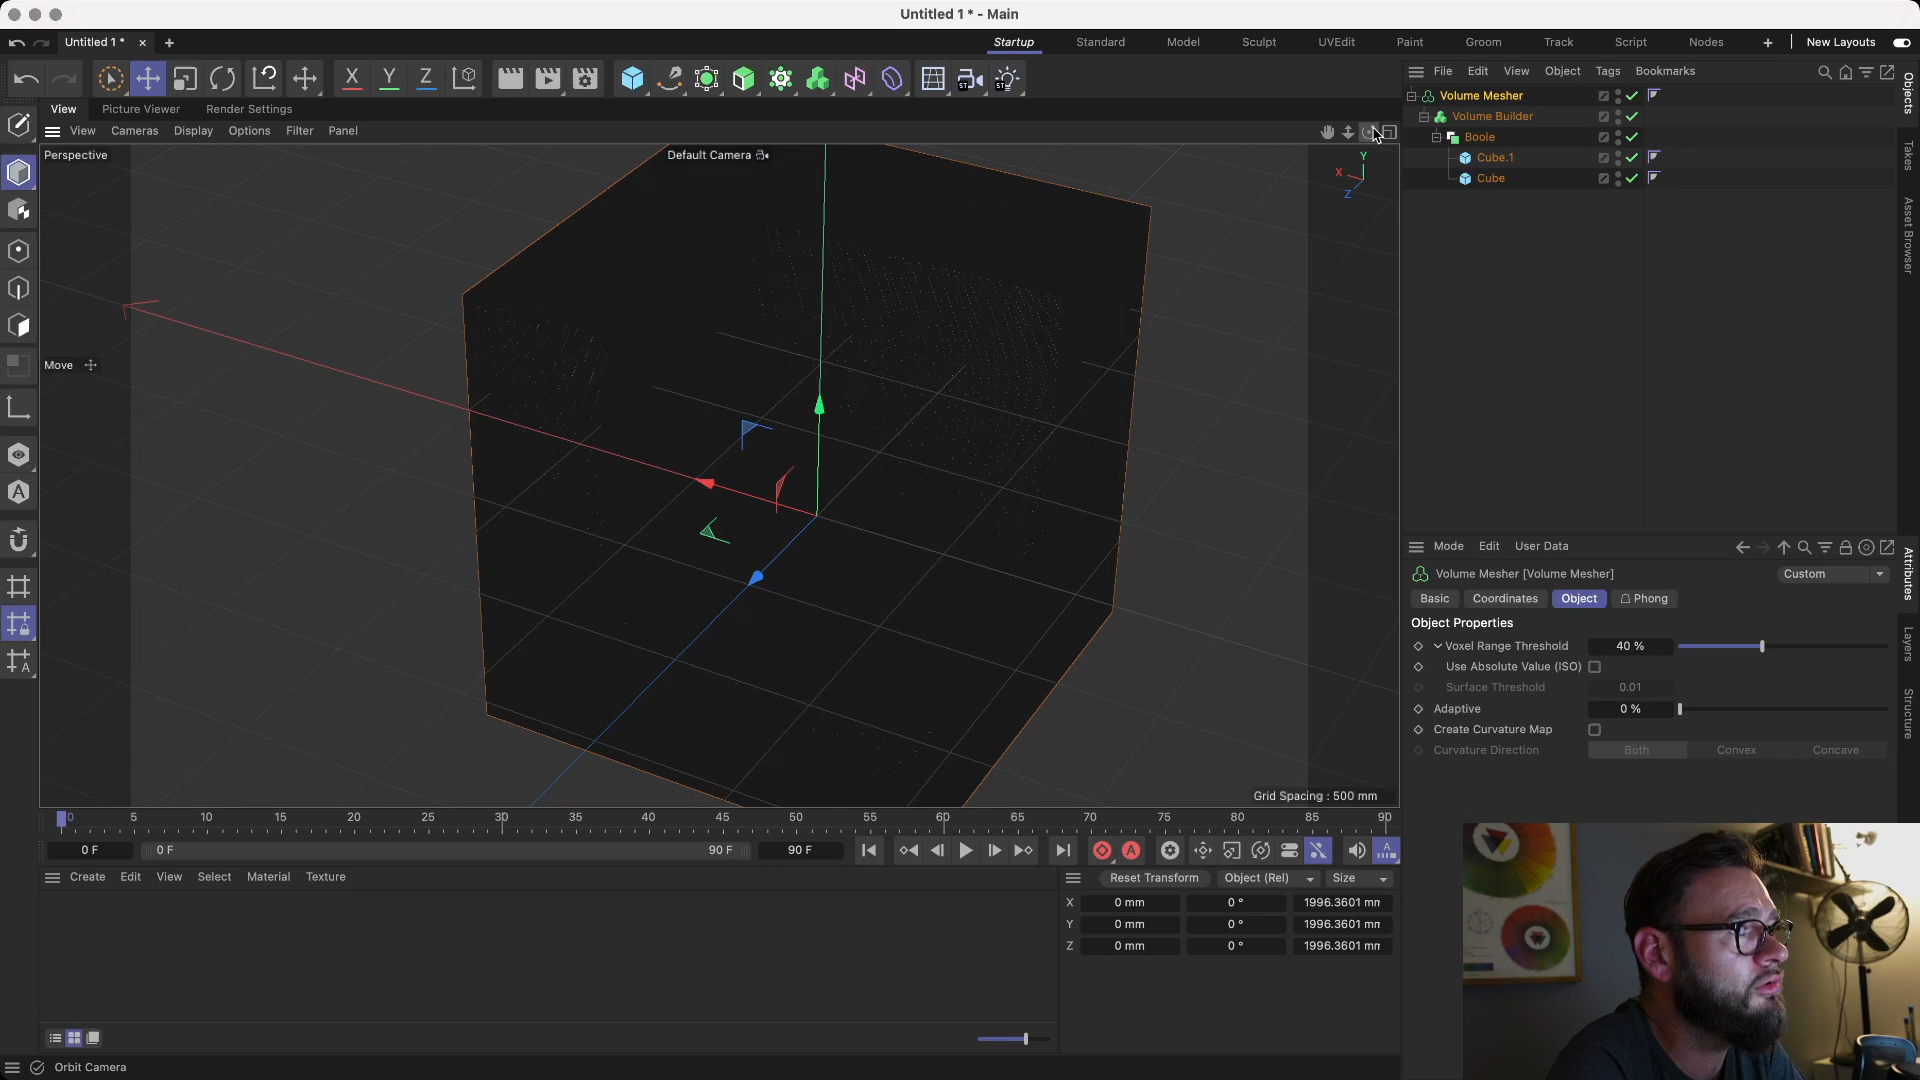 Untitled 1 * - Main
Untitled 1 *
Startup
Standard
Model
Sculpt
UVEdit
Paint
Groom
Track
Script
Nodes
New Layouts
X
Y
Z
ST
ST
File
Edit
View
Object
Tags
Bookmarks
Objects
Takes
Asset Browser
View
Picture Viewer
Render Settings
View
Cameras
Display
Options
Filter
Panel
Perspective
Default Camera
Y
X
Z
Move
Grid Spacing : 500 mm
Volume Mesher
Volume Builder
Boole
Cube.1
Cube
Mode
Edit
User Data
Volume Mesher [Volume Mesher]
Custom
Basic
Coordinates
Object
Phong
Object Properties
Voxel Range Threshold
40 %
Use Absolute Value (ISO)
Surface Threshold
0.01
Adaptive
0 %
Create Curvature Map
Curvature Direction
Both
Convex
Concave
Attributes
Layers
Structure
0 5 10 15 20 25 30 35 40 45 50 55 60 65 70 75 80 85 90
0 F
0 F
90 F
90 F
Create
Edit
View
Select
Material
Texture
Reset Transform
Object (Rel)
Size
X 0 mm 0 ° 1996.3601 mm
Y 0 mm 0 ° 1996.3601 mm
Z 0 mm 0 ° 1996.3601 mm
Orbit Camera